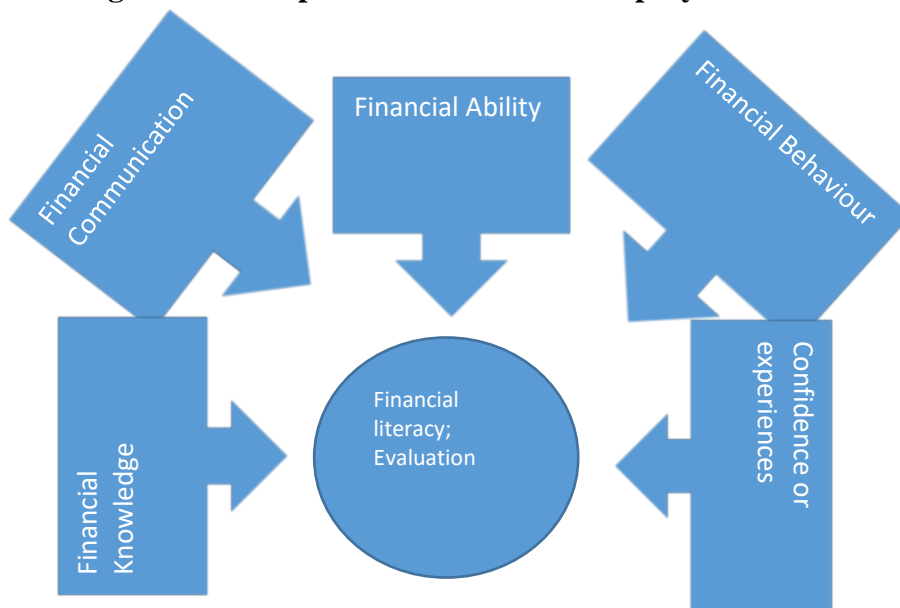 Financial
Communication
Financial Ability
Financial Behaviour
Financial
Knowledge
Financial
literacy;
Evaluation
Confidence or
experiences